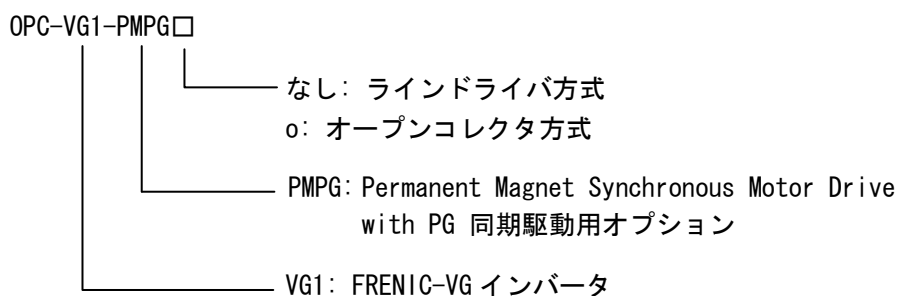 OPC-VG1-PMPG□
なし: ラインドライバ方式
o: オープンコレクタ方式
PMPG: Permanent Magnet Synchronous Motor Drive
with PG 同期駆動用オプション
VG1: FRENIC-VG インバータ